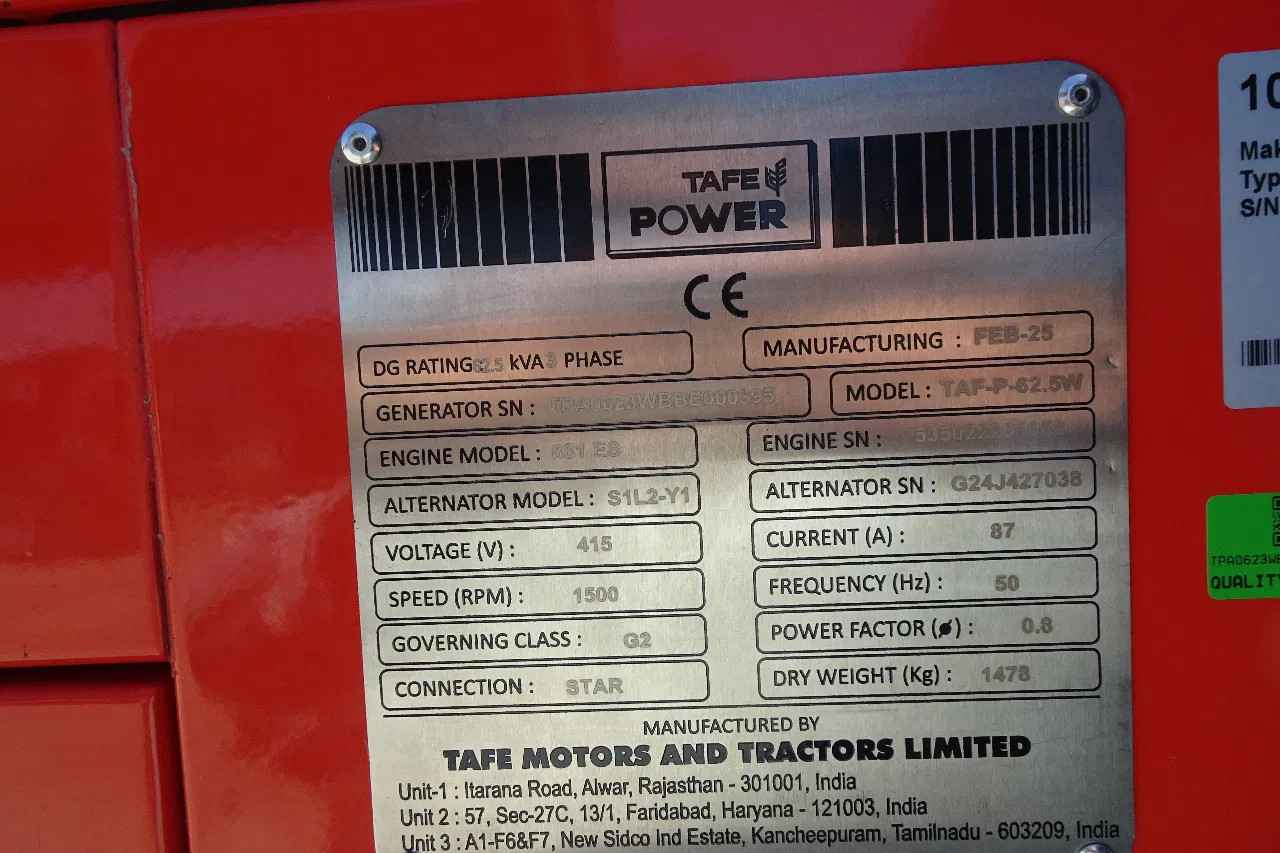 TAFE
POWER
CE
DG RATING 62.5 kVA 3 PHASE
MANUFACTURING : FEB-25
GENERATOR SN :
MODEL : TAF-P-62.5W
ENGINE MODEL :
ENGINE SN :
ALTERNATOR MODEL : S1L2-Y1
ALTERNATOR SN : G24J427038
VOLTAGE (V) : 415
CURRENT (A) : 87
SPEED (RPM) : 1500
FREQUENCY (Hz) : 50
GOVERNING CLASS : G2
POWER FACTOR (ø) : 0.8
CONNECTION : STAR
DRY WEIGHT (Kg) : 1478
MANUFACTURED BY
TAFE MOTORS AND TRACTORS LIMITED
Unit-1 : Itarana Road, Alwar, Rajasthan - 301001, India
Unit 2 : 57, Sec-27C, 13/1, Faridabad, Haryana - 121003, India
Unit 3 : A1-F6&F7, New Sidco Ind Estate, Kancheepuram, Tamilnadu - 603209, India
10
Mak
Typ
S/N
TPA0623W
QUALIT